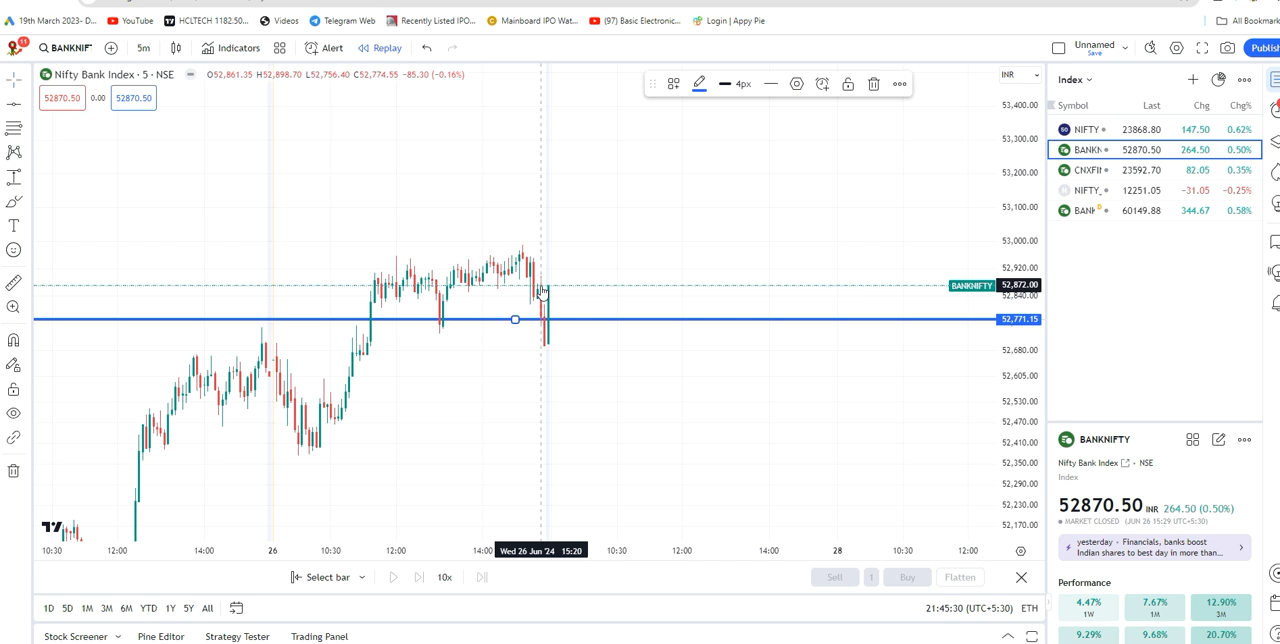 19th March 2023- D... YouTube HCLTECH 1182.50... Videos Telegram Web Recently Listed IPO... Mainboard IPO Wat... (97) Basic Electronic... Login | Appy Pie All Bookmark
11 BANKNIF 5m Indicators Alert Replay Unnamed Save Publis
Nifty Bank Index · 5 · NSE O52,861.35 H52,898.70 L52,756.40 C52,774.55 -85.30 (-0.16%)
52870.50 0.00 52870.50
4px
INR
53,400.00
53,300.00
53,200.00
53,100.00
53,000.00
52,920.00
BANKNIFTY 52,872.00
52,840.00
52,771.15
52,680.00
52,605.00
52,530.00
52,470.00
52,410.00
52,350.00
52,290.00
52,230.00
52,170.00
10:30 12:00 14:00 26 10:30 12:00 14:00 Wed 26 Jun '24 15:20 10:30 12:00 14:00 28 10:30 12:00
Select bar 10x Sell 1 Buy Flatten
1D 5D 1M 3M 6M YTD 1Y 5Y All 21:45:30 (UTC+5:30) ETH
Stock Screener Pine Editor Strategy Tester Trading Panel
Index
Symbol Last Chg Chg%
50 NIFTY 23868.80 147.50 0.62%
BANKN 52870.50 264.50 0.50%
CNXFII 23592.70 82.05 0.35%
NIFTY_ 12251.05 -31.05 -0.25%
BANK D 60149.88 344.67 0.58%
BANKNIFTY
Nifty Bank Index · NSE
Index
52870.50 INR 264.50 (0.50%)
MARKET CLOSED (JUN 26 15:29 UTC+5:30)
yesterday · Financials, banks boost
Indian shares to best day in more than...
Performance
4.47% 7.67% 12.90%
1W 1M 3M
9.29% 9.68% 20.70%